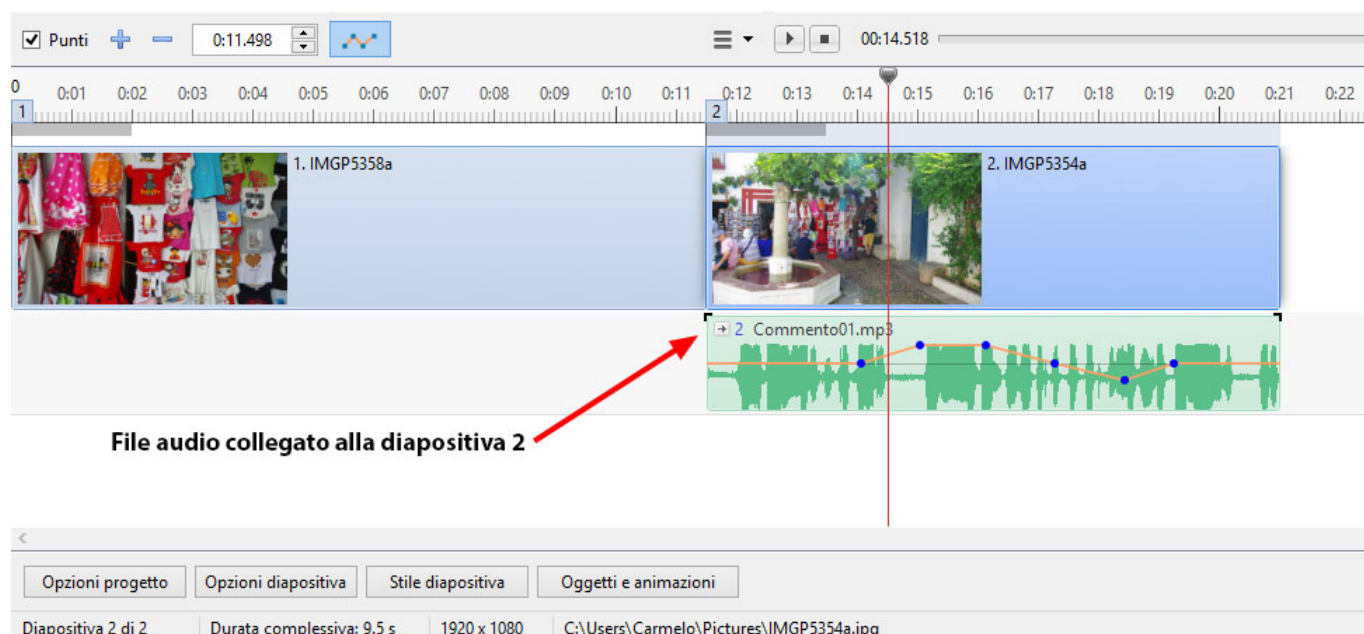 Punti
0:11.498
00:14.518
0 0:01 0:02 0:03 0:04 0:05 0:06 0:07 0:08 0:09 0:10 0:11 0:12 0:13 0:14 0:15 0:16 0:17 0:18 0:19 0:20 0:21 0:22
1 2
1. IMGP5358a
2. IMGP5354a
2 Commento01.mp3
File audio collegato alla diapositiva 2
Opzioni progetto Opzioni diapositiva Stile diapositiva Oggetti e animazioni
Diapositiva 2 di 2 Durata complessiva: 9.5 s 1920 x 1080 C:\Users\Carmelo\Pictures\IMGP5354a.jpg